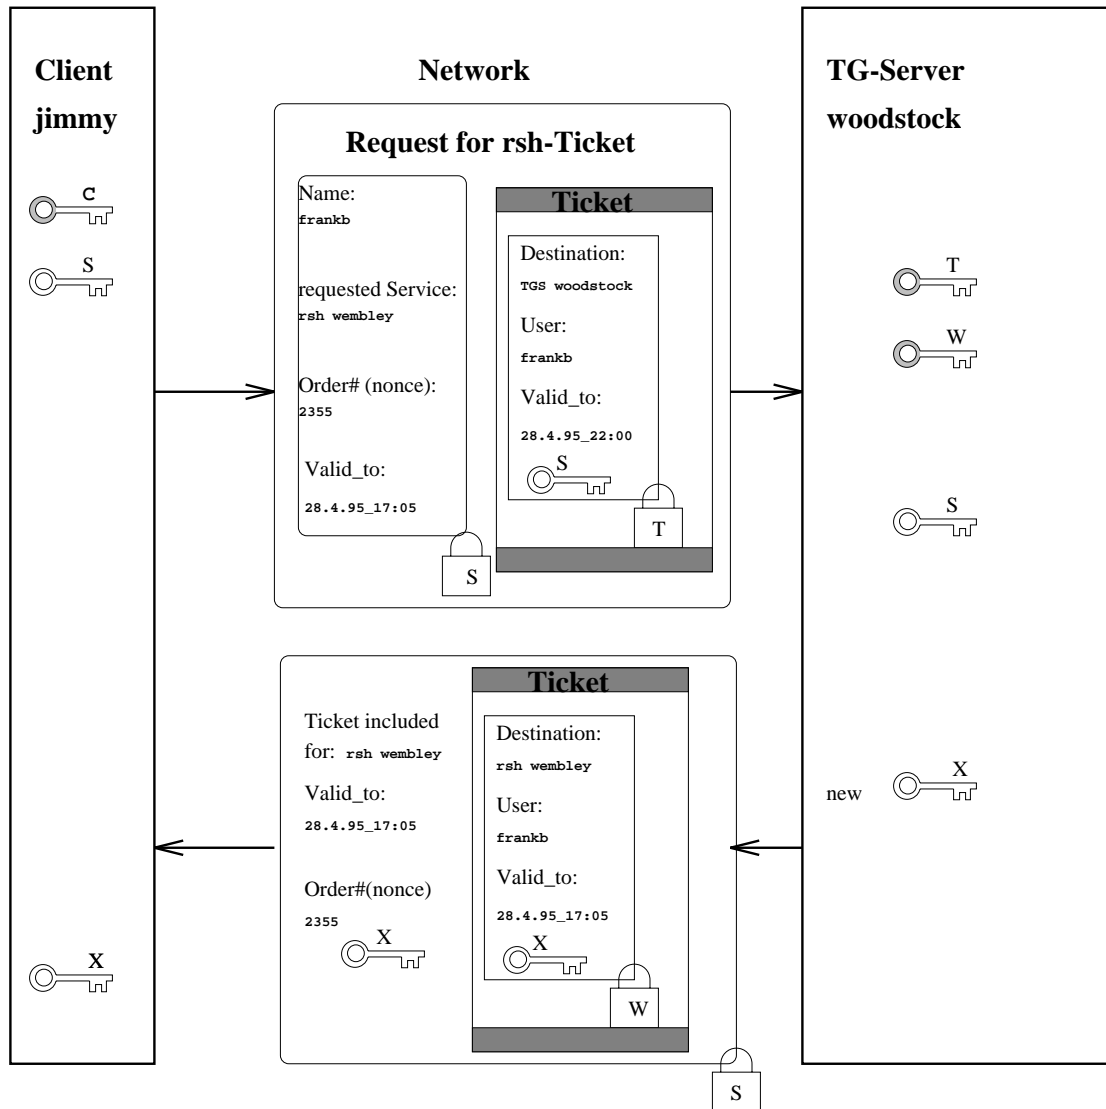 Client
jimmy
C
S
X
Network
Request for rsh-Ticket
Name:
frankb
requested Service:
rsh wembley
Order# (nonce):
2355
Valid_to:
28.4.95_17:05
S
Ticket
Destination:
TGS woodstock
User:
frankb
Valid_to:
28.4.95_22:00
S
T
Ticket included
for: rsh wembley
Valid_to:
28.4.95_17:05
Order#(nonce)
2355
X
Ticket
Destination:
rsh wembley
User:
frankb
Valid_to:
28.4.95_17:05
X
W
S
TG-Server
woodstock
T
W
S
new
X